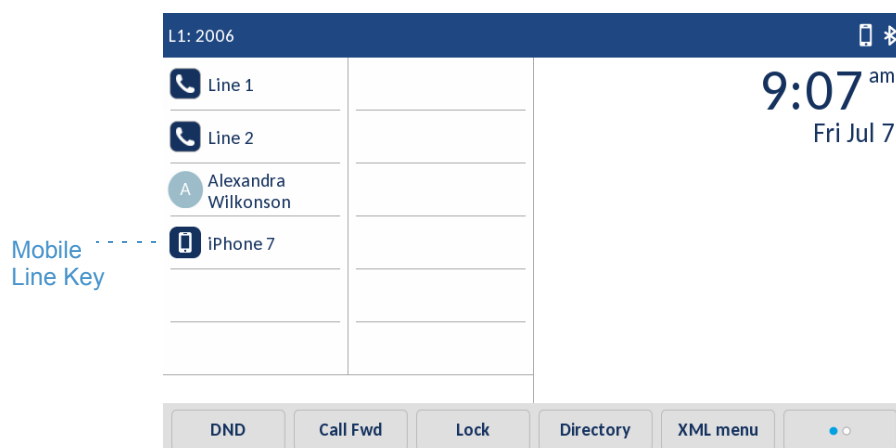 L1: 2006
9:07 am
Fri Jul 7
Line 1
Line 2
A
Alexandra
Wilkonson
iPhone 7
Mobile
Line Key
DND
Call Fwd
Lock
Directory
XML menu